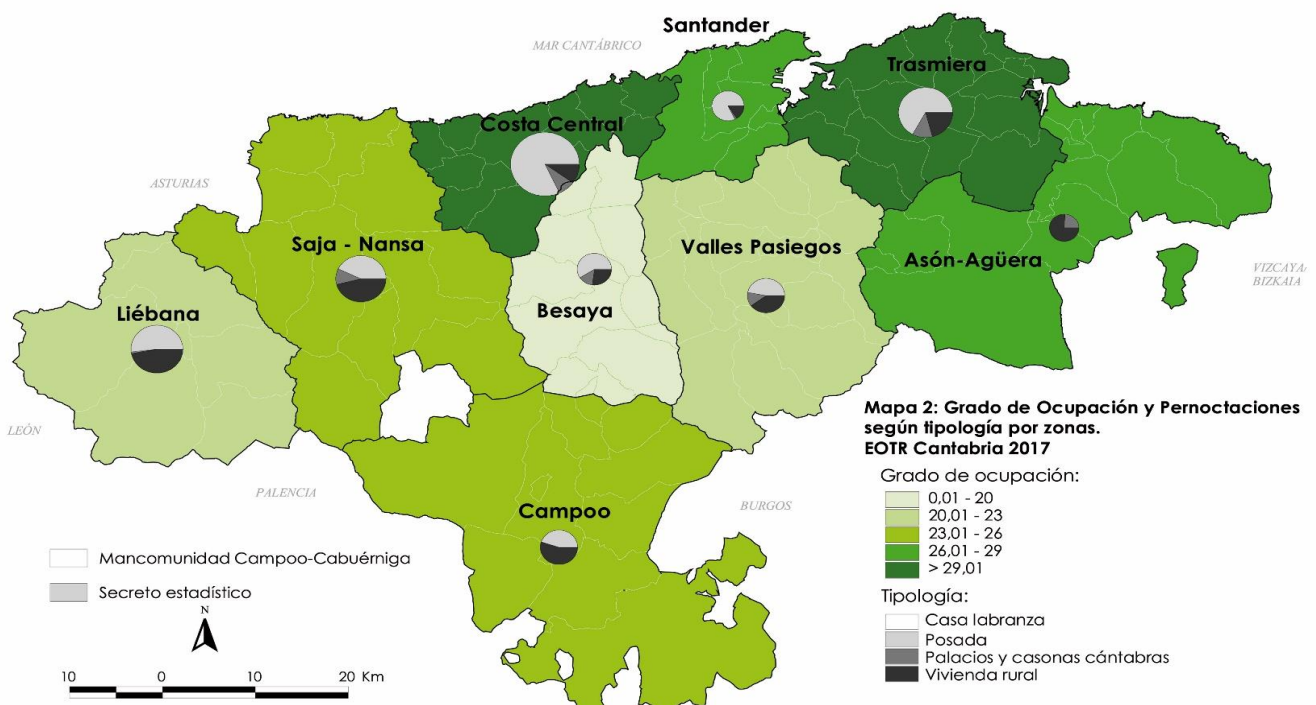 Santander
MAR CANTÁBRICO
Trasmiera
Costa Central
ASTURIAS
Saja - Nansa
Valles Pasiegos
Asón-Agüera
VIZCAYA/
BIZKAIA
Liébana
Besaya
LEÓN
PALENCIA
BURGOS
Campoo
Mapa 2: Grado de Ocupación y Pernoctaciones
según tipología por zonas.
EOTR Cantabria 2017
Grado de ocupación:
0,01 - 20
20,01 - 23
23,01 - 26
26,01 - 29
> 29,01
Tipología:
Casa labranza
Posada
Palacios y casonas cántabras
Vivienda rural
Mancomunidad Campoo-Cabuérniga
Secreto estadístico
N
10 0 10 20 Km